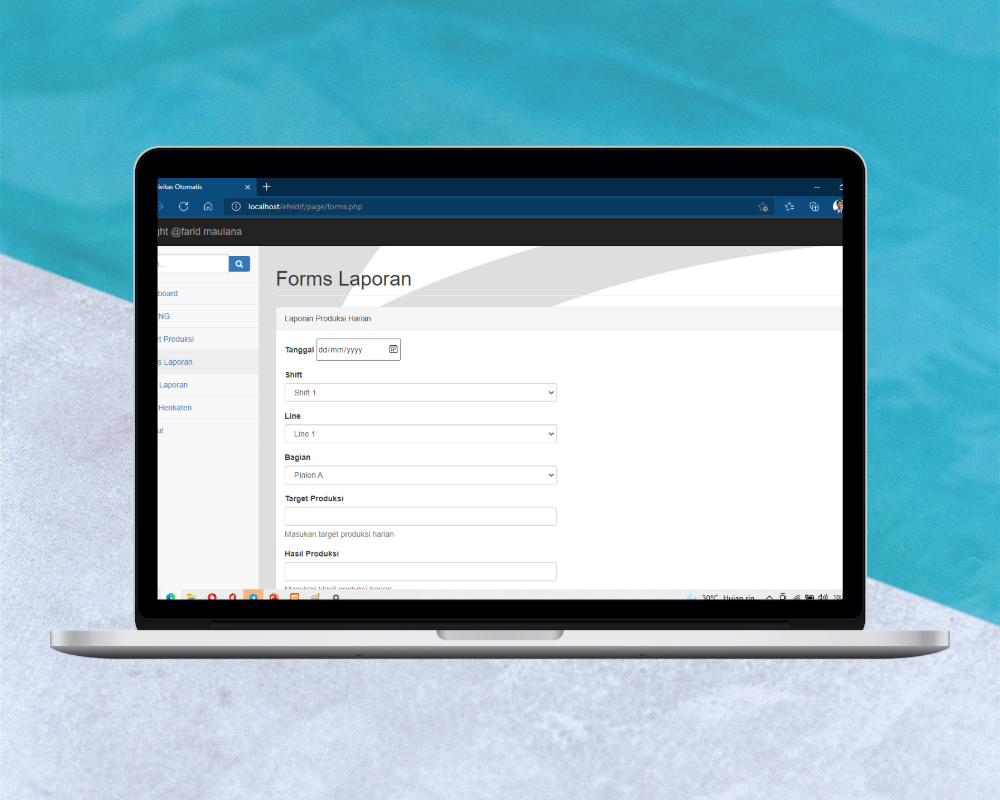 ivitas Otomatis
localhost/efektif/page/forms.php
ght @farid maulana
board
NG
t Produksi
s Laporan
Laporan
Henkaten
ut
Forms Laporan
Laporan Produksi Harian
Tanggal dd/mm/yyyy
Shift
Shift 1
Line
Line 1
Bagian
Pinion A
Target Produksi
Masukan target produksi harian
Hasil Produksi
Masukan Hasil produksi harian
30°C Hujan rin